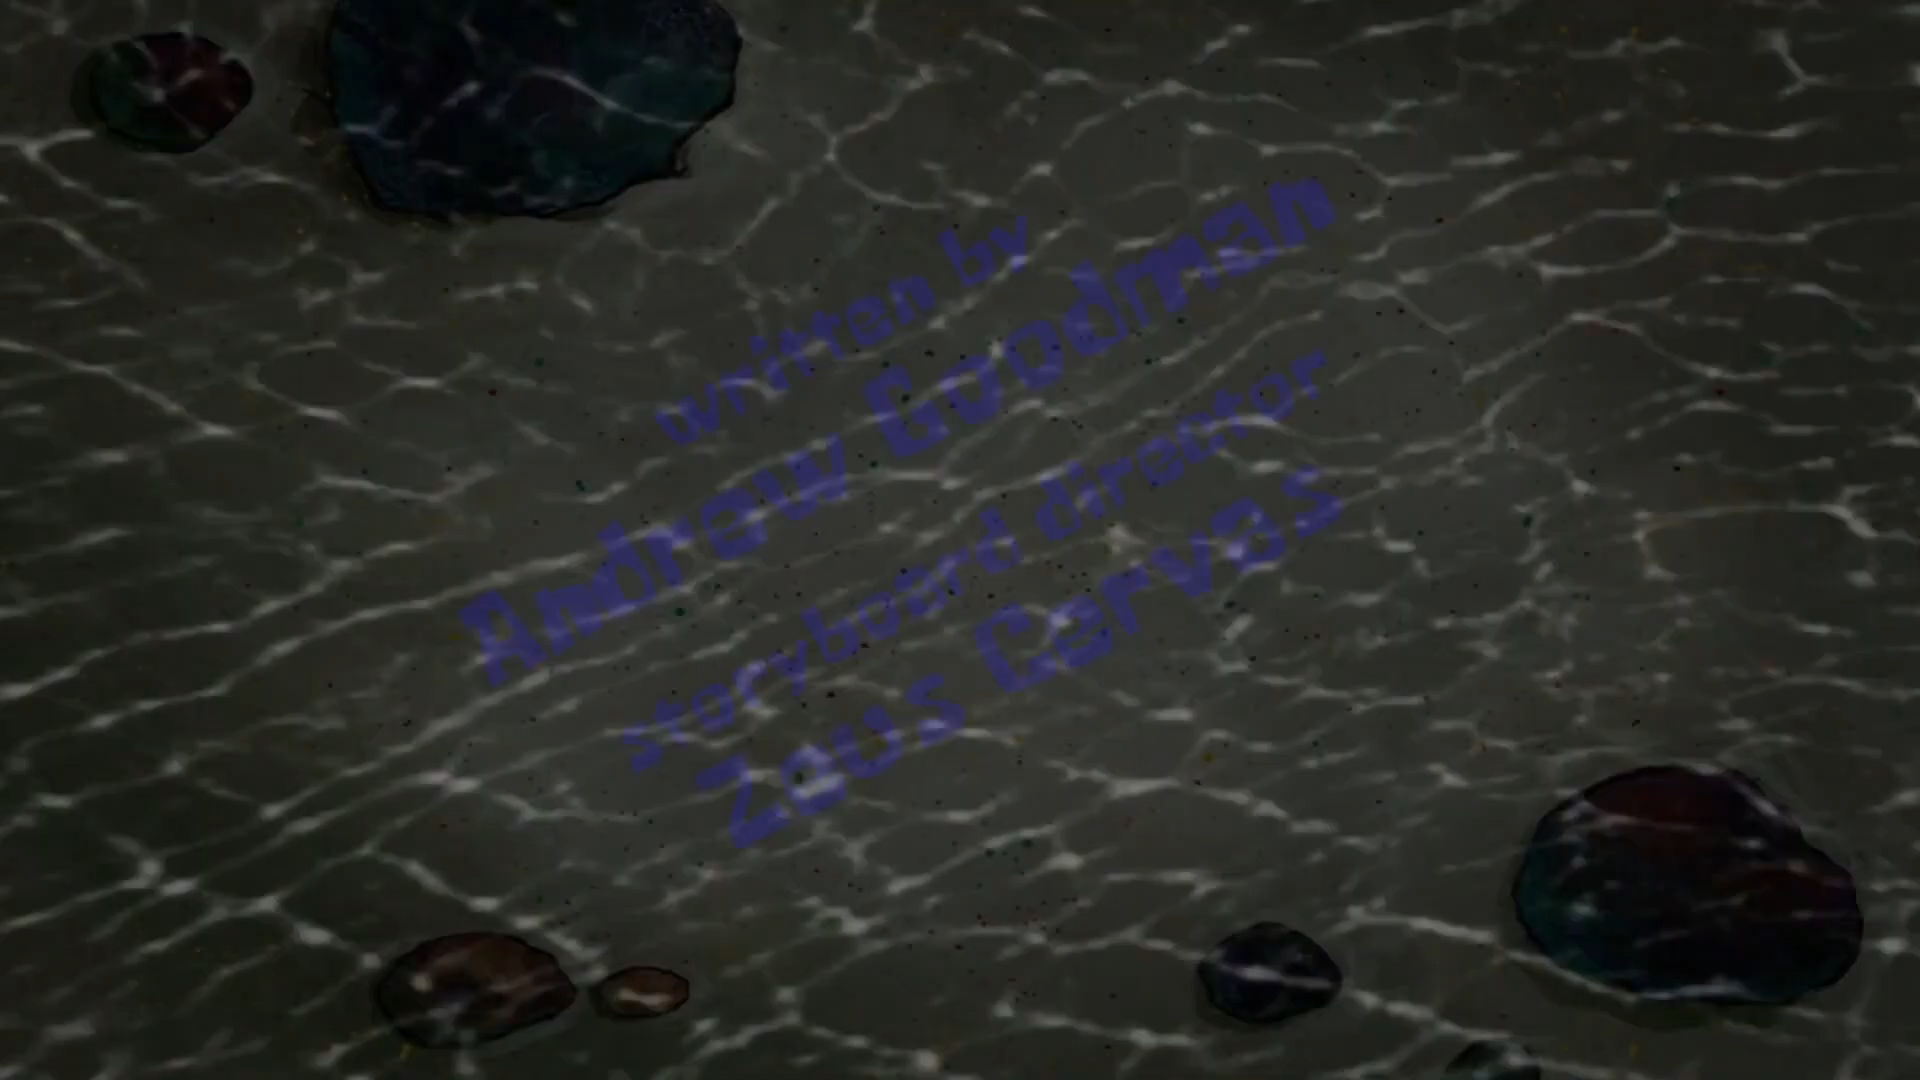 written by
Andrew Goodman
storyboard director
Zeus Cervas